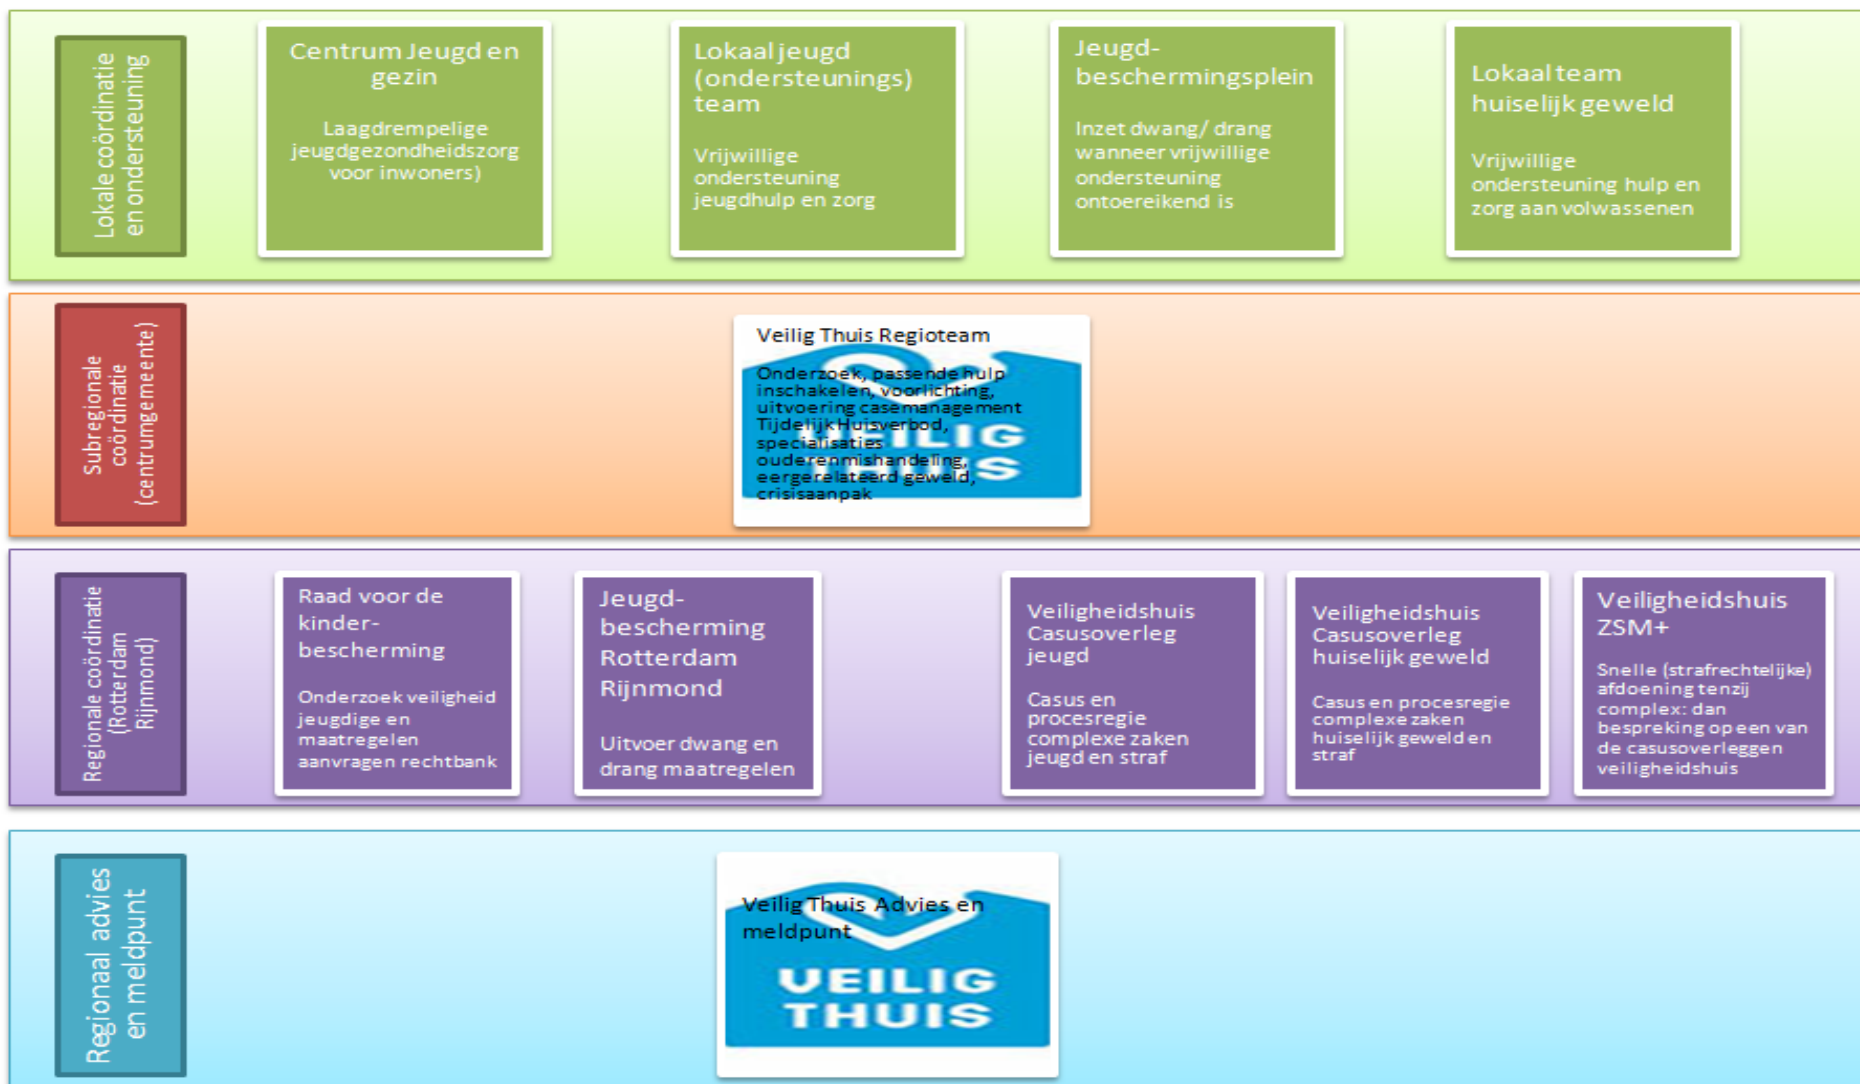 Lokale coördinatie
en ondersteuning
Centrum Jeugd en
gezin
Laagdrempelige
jeugdgezondheidszorg
voor inwoners)
Lokaal jeugd
(ondersteunings)
team
Vrijwillige
ondersteuning
jeugdhulp en zorg
Jeugd-
beschermingsplein
Inzet dwang/ drang
wanneer vrijwillige
ondersteuning
ontoereikend is
Lokaal team
huiselijk geweld
Vrijwillige
ondersteuning hulp en
zorg aan volwassenen
Subregionale
coördinatie
(centrumgemeente)
Veilig Thuis Regioteam
Onderzoek, passende hulp
inschakelen, voorlichting,
uitvoering casemanagement
Tijdelijk Huisverbod,
specialisaties
ouderenmishandeling,
eergerelateerd geweld,
crisisaanpak
VEILIG
THUIS
Regionale coördinatie
(Rotterdam
Rijnmond)
Raad voor de
kinder-
bescherming
Onderzoek veiligheid
jeugdige en
maatregelen
aanvragen rechtbank
Jeugd-
bescherming
Rotterdam
Rijnmond
Uitvoer dwang en
drang maatregelen
Veiligheidshuis
Casusoverleg
jeugd
Casus en
procesregie
complexe zaken
jeugd en straf
Veiligheidshuis
Casusoverleg
huiselijk geweld
Casus en procesregie
complexe zaken
huiselijk geweld en
straf
Veiligheidshuis
ZSM+
Snelle (strafrechtelijke)
afdoening tenzij
complex: dan
bespreking op een van
de casusoverleggen
veiligheidshuis
Regionaal advies
en meldpunt
Veilig Thuis Advies en
meldpunt
VEILIG
THUIS